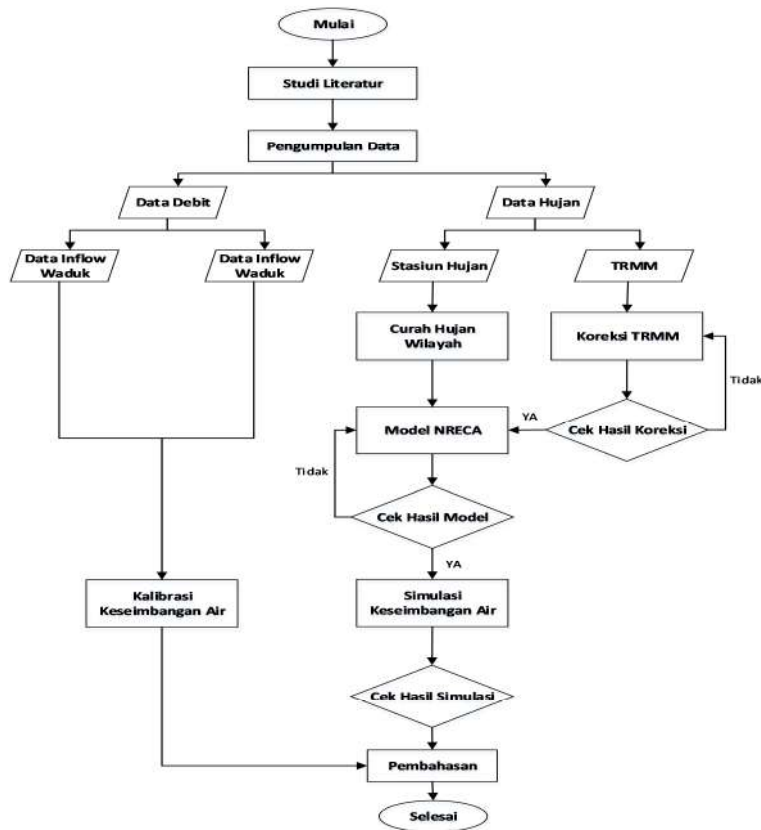 Mulai
Studi Literatur
Pengumpulan Data
Data Debit
Data Hujan
Data Inflow
Waduk
Data Inflow
Waduk
Stasiun Hujan
TRMM
Curah Hujan
Wilayah
Koreksi TRMM
Tidak
YA
Model NRECA
Cek Hasil Koreksi
Tidak
Cek Hasil Model
YA
Kalibrasi
Keseimbangan Air
Simulasi
Keseimbangan Air
Cek Hasil Simulasi
Pembahasan
Selesai